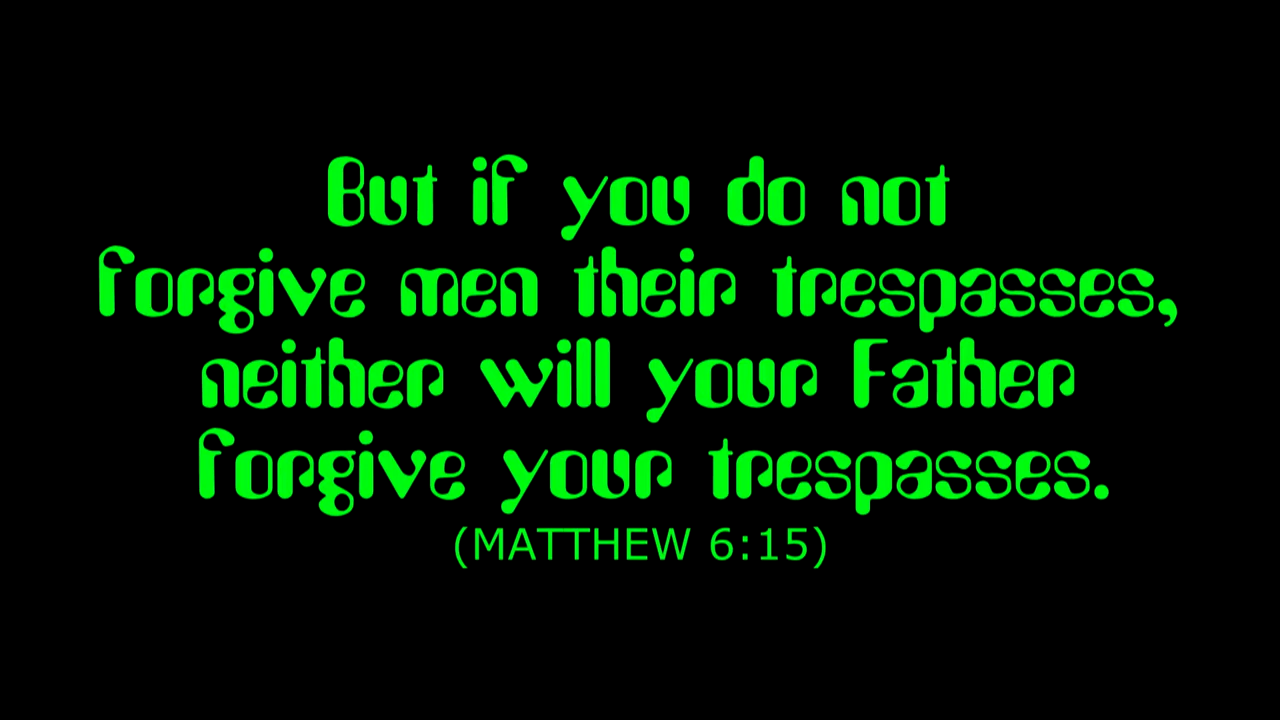 But if you do not
forgive men their trespasses,
neither will your Father
forgive your trespasses.
(MATTHEW 6:15)